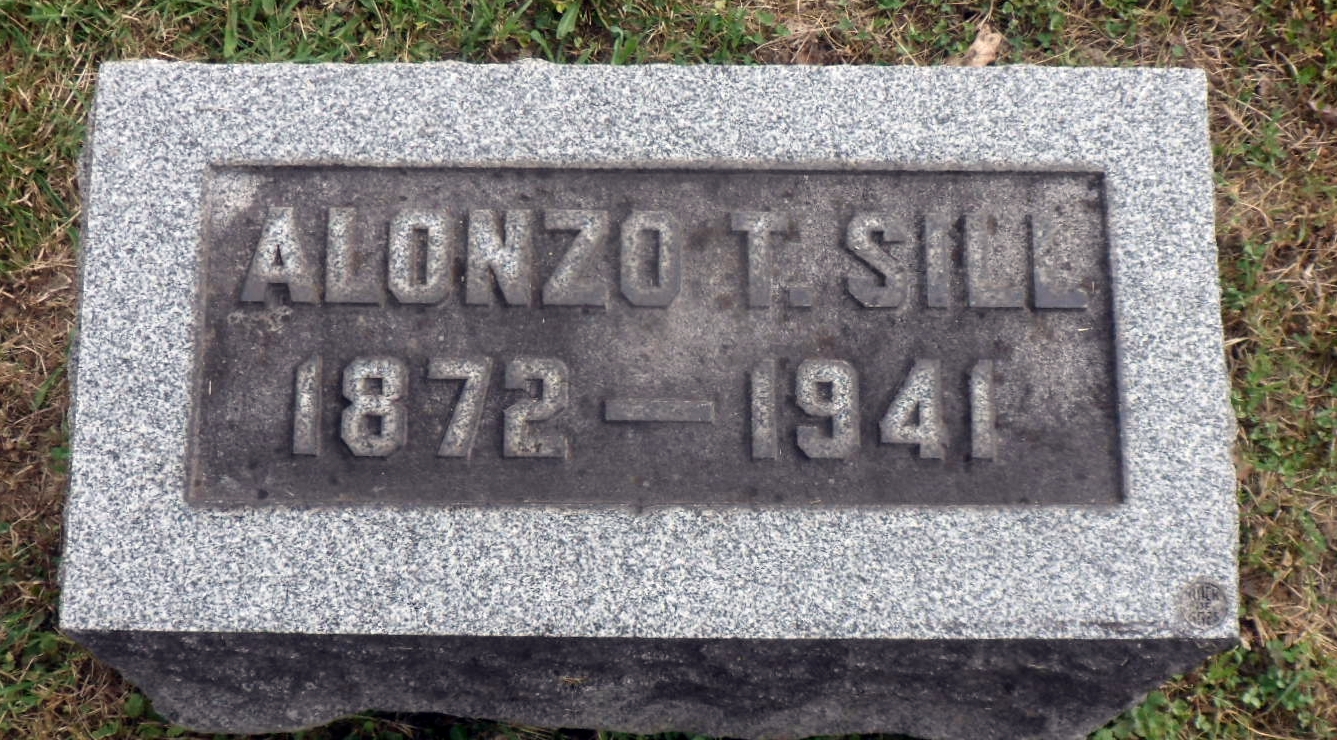 ALONZO T. SILL
1872 — 1941